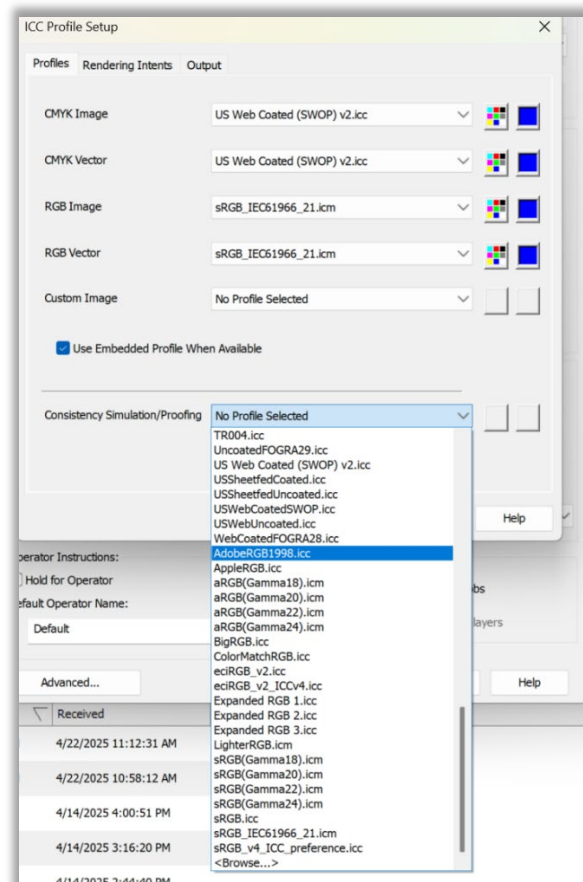 ICC Profile Setup
Profiles Rendering Intents Output
CMYK Image US Web Coated (SWOP) v2.icc
CMYK Vector US Web Coated (SWOP) v2.icc
RGB Image sRGB_IEC61966_21.icm
RGB Vector sRGB_IEC61966_21.icm
Custom Image No Profile Selected
Use Embedded Profile When Available
Consistency Simulation/Proofing No Profile Selected
TR004.icc
UncoatedFOGRA29.icc
US Web Coated (SWOP) v2.icc
USSheetfedCoated.icc
USSheetfedUncoated.icc
USWebCoatedSWOP.icc
USWebUncoated.icc
WebCoatedFOGRA28.icc
AdobeRGB1998.icc
AppleRGB.icc
aRGB(Gamma18).icm
aRGB(Gamma20).icm
aRGB(Gamma22).icm
aRGB(Gamma24).icm
BigRGB.icc
ColorMatchRGB.icc
eciRGB_v2.icc
eciRGB_v2_ICCv4.icc
Expanded RGB 1.icc
Expanded RGB 2.icc
Expanded RGB 3.icc
LighterRGB.icm
sRGB(Gamma18).icm
sRGB(Gamma20).icm
sRGB(Gamma22).icm
sRGB(Gamma24).icm
sRGB.icc
sRGB_IEC61966_21.icm
sRGB_v4_ICC_preference.icc
<Browse...>
Help
perator Instructions:
Hold for Operator
bs
efault Operator Name:
Default
layers
Advanced...
Help
Received
4/22/2025 11:12:31 AM
4/22/2025 10:58:12 AM
4/14/2025 4:00:51 PM
4/14/2025 3:16:20 PM
4/14/2025 2:44:40 PM